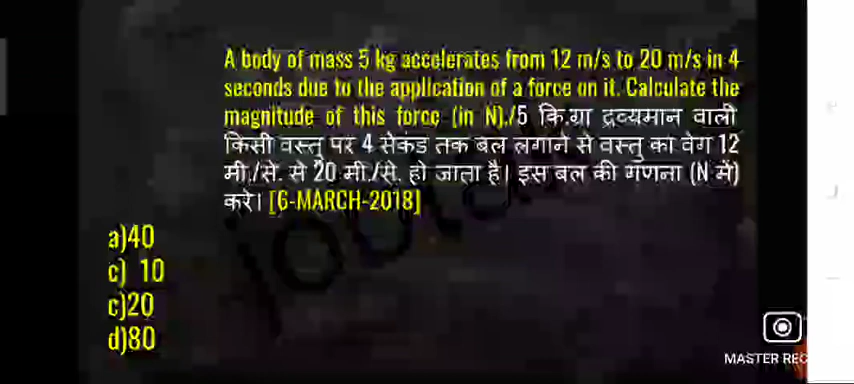 A body of mass 5 kg accelerates from 12 m/s to 20 m/s in 4
seconds due to the application of a force on it. Calculate the
magnitude of this force (in N)./5 कि.ग्रा द्रव्यमान वाली
किसी वस्तु पर 4 सेकंड तक बल लगाने से वस्तु का वेग 12
मी./से. से 20 मी./से. हो जाता है। इस बल की गणना (N में)
करे। [6-MARCH-2018]
a)40
c) 10
c)20
d)80
MASTER REC